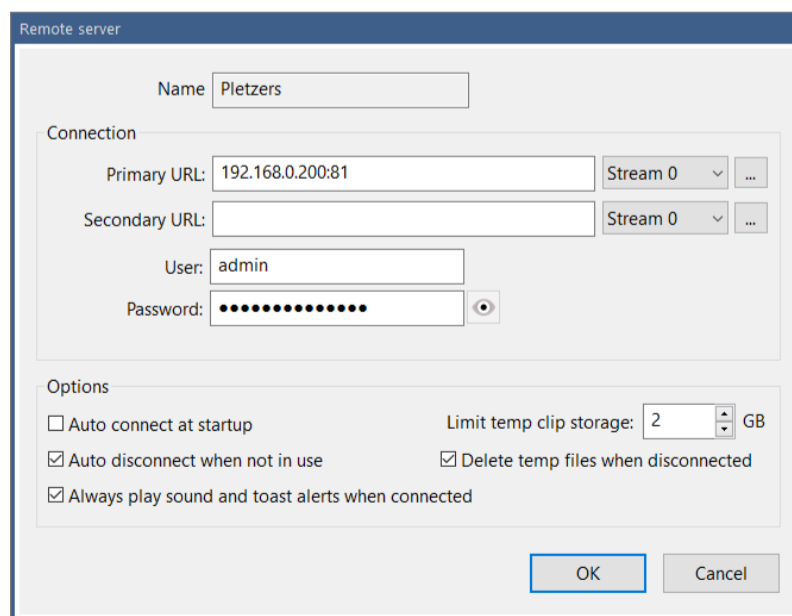 Remote server
Name Pletzers
Connection
Primary URL: 192.168.0.200:81 Stream 0 ...
Secondary URL: Stream 0 ...
User: admin
Password: ●●●●●●●●●●●●●●
Options
Auto connect at startup Limit temp clip storage: 2 GB
Auto disconnect when not in use Delete temp files when disconnected
Always play sound and toast alerts when connected
OK Cancel